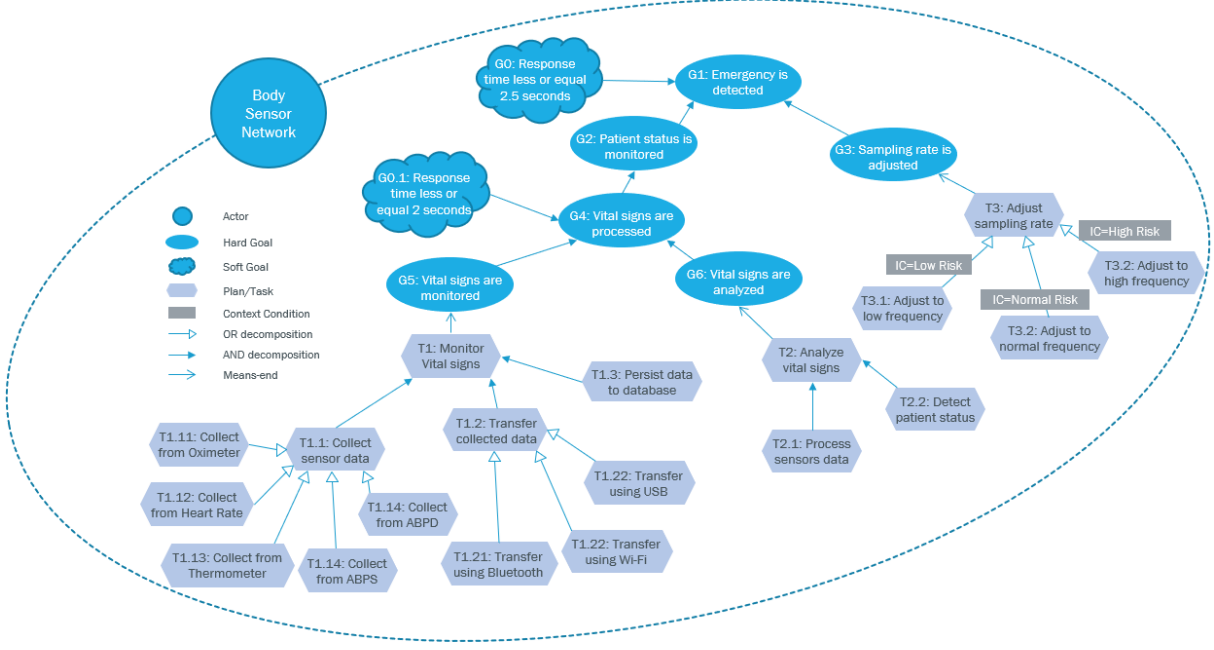 Body
Sensor
Network
G0: Response
time less or equal
2.5 seconds
G1: Emergency is
detected
G2: Patient status is
monitored
G3: Sampling rate is
adjusted
G0.1: Response
time less or
equal 2 seconds
G4: Vital signs are
processed
G5: Vital signs are
monitored
G6: Vital signs are
analyzed
T3: Adjust
sampling rate
IC=High Risk
IC=Low Risk
IC=Normal Risk
T3.2: Adjust to
high frequency
T3.1: Adjust to
low frequency
T3.2: Adjust to
normal frequency
Actor
Hard Goal
Soft Goal
Plan/Task
Context Condition
OR decomposition
AND decomposition
Means-end
T1: Monitor
Vital signs
T1.3: Persist data
to database
T2: Analyze
vital signs
T2.2: Detect
patient status
T2.1: Process
sensors data
T1.11: Collect
from Oximeter
T1.1: Collect
sensor data
T1.2: Transfer
collected data
T1.12: Collect
from Heart Rate
T1.14: Collect
from ABPD
T1.22: Transfer
using USB
T1.13: Collect from
Thermometer
T1.14: Collect
from ABPS
T1.21: Transfer
using Bluetooth
T1.22: Transfer
using Wi-Fi